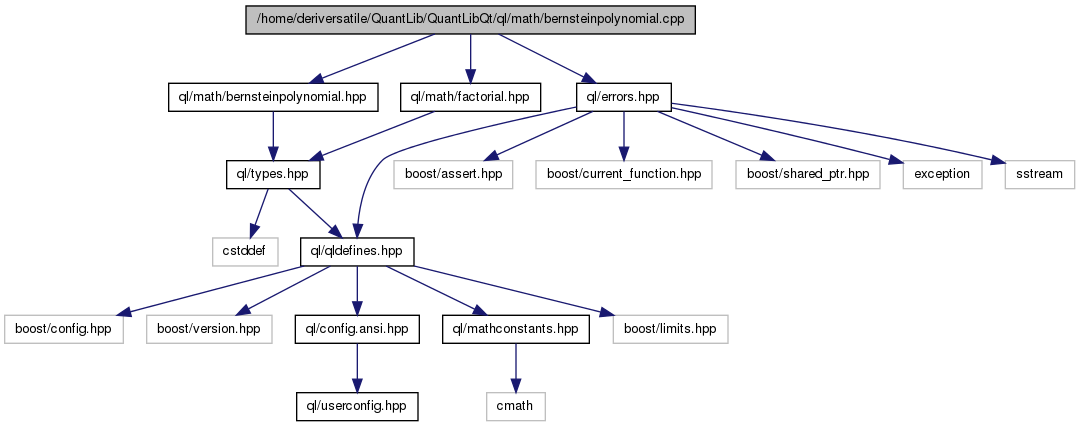 /home/deriversatile/QuantLib/QuantLibQt/ql/math/bernsteinpolynomial.cpp
ql/math/bernsteinpolynomial.hpp
ql/math/factorial.hpp
ql/errors.hpp
ql/types.hpp
boost/assert.hpp
boost/current_function.hpp
boost/shared_ptr.hpp
exception
sstream
cstddef
ql/qldefines.hpp
boost/config.hpp
boost/version.hpp
ql/config.ansi.hpp
ql/mathconstants.hpp
boost/limits.hpp
ql/userconfig.hpp
cmath